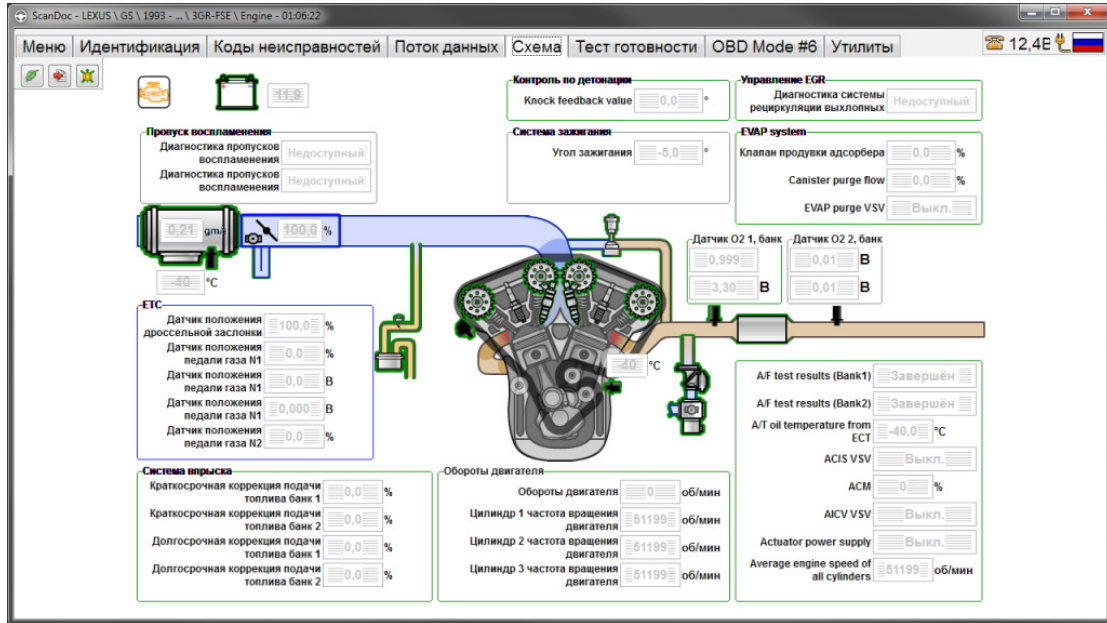 ScanDoc - LEXUS \ GS \ 1993 - ... \ 3GR-FSE \ Engine - 01:06:22
Меню Идентификация Коды неисправностей Поток данных Схема Тест готовности OBD Mode #6 Утилиты 12,4В
CHECK
11,9
Контроль по детонации
Knock feedback value 0,0 °
Управление EGR
Диагностика системы
рециркуляции выхлопных Недоступный
Пропуск воспламенения
Диагностика пропусков
воспламенения Недоступный
Диагностика пропусков
воспламенения Недоступный
Система зажигания
Угол зажигания -5,0 °
EVAP system
Клапан продувки адсорбера 0,0 %
Canister purge flow 0,0 %
EVAP purge VSV Выкл.
0,21 gm/
100,0 %
-40 °C
Датчик O2 1, банк
0,999
3,30 В
Датчик O2 2, банк
0,01 В
0,01 В
-40 °C
ETC
Датчик положения
дроссельной заслонки 100,0 %
Датчик положения
педали газа N1 0,0 %
Датчик положения
педали газа N1 0,0 В
Датчик положения
педали газа N1 0,000 В
Датчик положения
педали газа N2 0,0 %
Система впрыска
Краткосрочная коррекция подачи
топлива банк 1 0,0 %
Краткосрочная коррекция подачи
топлива банк 2 0,0 %
Долгосрочная коррекция подачи
топлива банк 1 0,0 %
Долгосрочная коррекция подачи
топлива банк 2 0,0 %
Обороты двигателя
Обороты двигателя 0 об/мин
Цилиндр 1 частота вращения
двигателя 51199 об/мин
Цилиндр 2 частота вращения
двигателя 51199 об/мин
Цилиндр 3 частота вращения
двигателя 51199 об/мин
A/F test results (Bank1) Завершён
A/F test results (Bank2) Завершён
A/T oil temperature from
ECT -40,0 °C
ACIS VSV Выкл.
ACM 0 %
AICV VSV Выкл.
Actuator power supply Выкл.
Average engine speed of
all cylinders 51199 об/мин